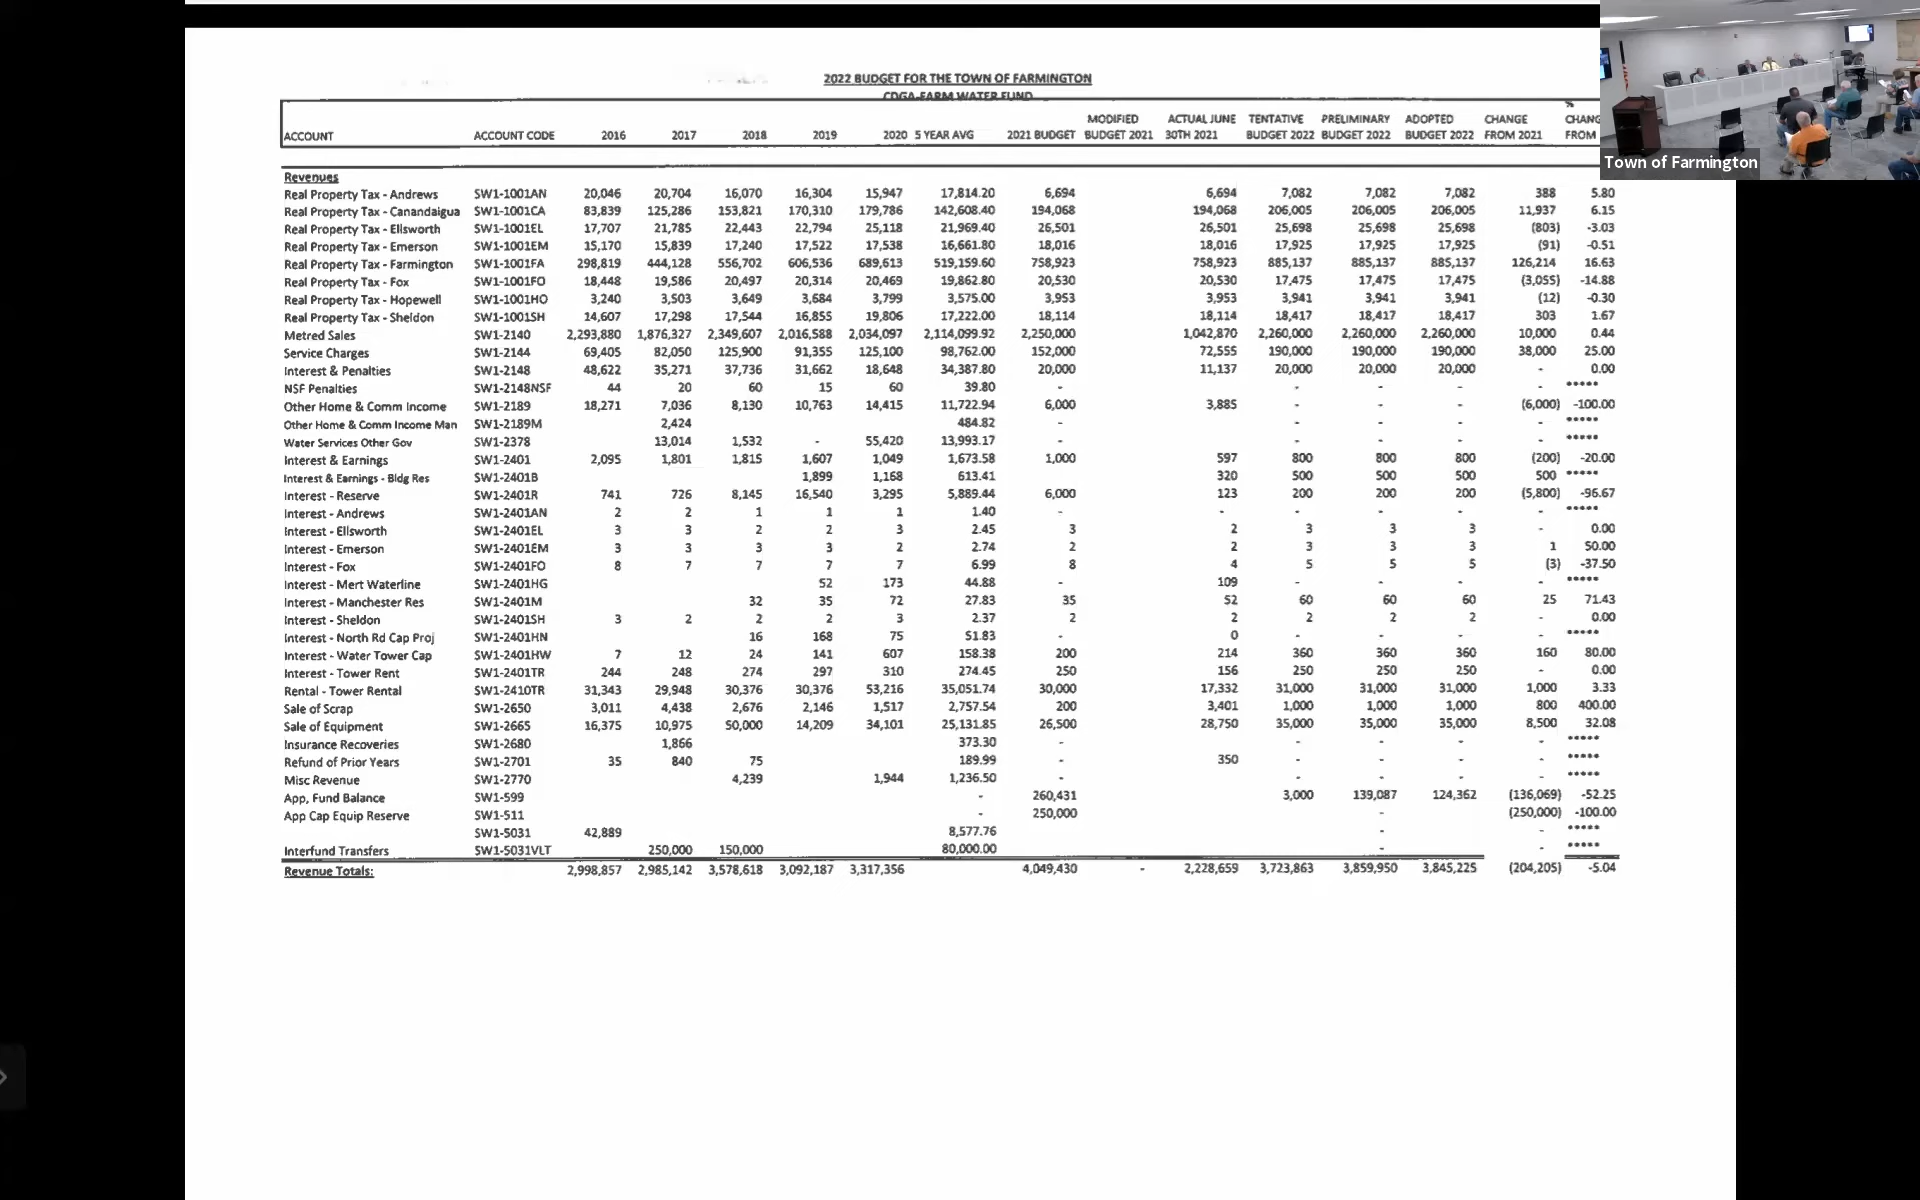 2022 BUDGET FOR THE TOWN OF FARMINGTON
CDGA-FARM WATER FUND
ACCOUNT ACCOUNT CODE 2016 2017 2018 2019 2020 5 YEAR AVG 2021 BUDGET MODIFIED BUDGET 2021 ACTUAL JUNE 30TH 2021 TENTATIVE BUDGET 2022 PRELIMINARY BUDGET 2022 ADOPTED BUDGET 2022 CHANGE FROM 2021 % CHANG FROM
Town of Farmington
Revenues
Real Property Tax - Andrews SW1-1001AN 20,046 20,704 16,070 16,304 15,947 17,814.20 6,694 6,694 7,082 7,082 7,082 388 5.80
Real Property Tax - Canandaigua SW1-1001CA 83,839 125,286 153,821 170,310 179,786 142,608.40 194,068 194,068 206,005 206,005 206,005 11,937 6.15
Real Property Tax - Ellsworth SW1-1001EL 17,707 21,785 22,443 22,794 25,118 21,969.40 26,501 26,501 25,698 25,698 25,698 (803) -3.03
Real Property Tax - Emerson SW1-1001EM 15,170 15,839 17,240 17,522 17,538 16,661.80 18,016 18,016 17,925 17,925 17,925 (91) -0.51
Real Property Tax - Farmington SW1-1001FA 298,819 444,128 556,702 606,536 689,613 519,159.60 758,923 758,923 885,137 885,137 885,137 126,214 16.63
Real Property Tax - Fox SW1-1001FO 18,448 19,586 20,497 20,314 20,469 19,862.80 20,530 20,530 17,475 17,475 17,475 (3,055) -14.88
Real Property Tax - Hopewell SW1-1001HO 3,240 3,503 3,649 3,684 3,799 3,575.00 3,953 3,953 3,941 3,941 3,941 (12) -0.30
Real Property Tax - Sheldon SW1-1001SH 14,607 17,298 17,544 16,855 19,806 17,222.00 18,114 18,114 18,417 18,417 18,417 303 1.67
Metred Sales SW1-2140 2,293,880 1,876,327 2,349,607 2,016,588 2,034,097 2,114,099.92 2,250,000 1,042,870 2,260,000 2,260,000 2,260,000 10,000 0.44
Service Charges SW1-2144 69,405 82,050 125,900 91,355 125,100 98,762.00 152,000 72,555 190,000 190,000 190,000 38,000 25.00
Interest & Penalties SW1-2148 48,622 35,271 37,736 31,662 18,648 34,387.80 20,000 11,137 20,000 20,000 20,000 - 0.00
NSF Penalties SW1-2148NSF 44 20 60 15 60 39.80 - - - - - *****
Other Home & Comm Income SW1-2189 18,271 7,036 8,130 10,763 14,415 11,722.94 6,000 3,885 - - - (6,000) -100.00
Other Home & Comm Income Man SW1-2189M 2,424 484.82 - - - - - *****
Water Services Other Gov SW1-2378 13,014 1,532 - 55,420 13,993.17 - - - - - *****
Interest & Earnings SW1-2401 2,095 1,801 1,815 1,607 1,049 1,673.58 1,000 597 800 800 800 (200) -20.00
Interest & Earnings - Bldg Res SW1-2401B 1,899 1,168 613.41 320 500 500 500 500 *****
Interest - Reserve SW1-2401R 741 726 8,145 16,540 3,295 5,889.44 6,000 123 200 200 200 (5,800) -96.67
Interest - Andrews SW1-2401AN 2 2 1 1 1 1.40 - - - - - - *****
Interest - Ellsworth SW1-2401EL 3 3 2 2 3 2.45 3 2 3 3 3 - 0.00
Interest - Emerson SW1-2401EM 3 3 3 3 2 2.74 2 2 3 3 3 1 50.00
Interest - Fox SW1-2401FO 8 7 7 7 7 6.99 8 4 5 5 5 (3) -37.50
Interest - Mert Waterline SW1-2401HG 52 173 44.88 - 109 - - - - *****
Interest - Manchester Res SW1-2401M 32 35 72 27.83 35 52 60 60 60 25 71.43
Interest - Sheldon SW1-2401SH 3 2 2 2 3 2.37 2 2 2 2 2 - 0.00
Interest - North Rd Cap Proj SW1-2401HN 16 168 75 51.83 - 0 - - - - *****
Interest - Water Tower Cap SW1-2401HW 7 12 24 141 607 158.38 200 214 360 360 360 160 80.00
Interest - Tower Rent SW1-2401TR 244 248 274 297 310 274.45 250 156 250 250 250 - 0.00
Rental - Tower Rental SW1-2410TR 31,343 29,948 30,376 30,376 53,216 35,051.74 30,000 17,332 31,000 31,000 31,000 1,000 3.33
Sale of Scrap SW1-2650 3,011 4,438 2,676 2,146 1,517 2,757.54 200 3,401 1,000 1,000 1,000 800 400.00
Sale of Equipment SW1-2665 16,375 10,975 50,000 14,209 34,101 25,131.85 26,500 28,750 35,000 35,000 35,000 8,500 32.08
Insurance Recoveries SW1-2680 1,866 373.30 - - - - - *****
Refund of Prior Years SW1-2701 35 840 75 189.99 - 350 - - - - *****
Misc Revenue SW1-2770 4,239 1,944 1,236.50 - - - - - *****
App, Fund Balance SW1-599 - 260,431 3,000 139,087 124,362 (136,069) -52.25
App Cap Equip Reserve SW1-511 - 250,000 - (250,000) -100.00
SW1-5031 42,889 8,577.76 - - *****
Interfund Transfers SW1-5031VLT 250,000 150,000 80,000.00 - - *****
Revenue Totals: 2,998,857 2,985,142 3,578,618 3,092,187 3,317,356 4,049,430 - 2,228,659 3,723,863 3,859,950 3,845,225 (204,205) -5.04